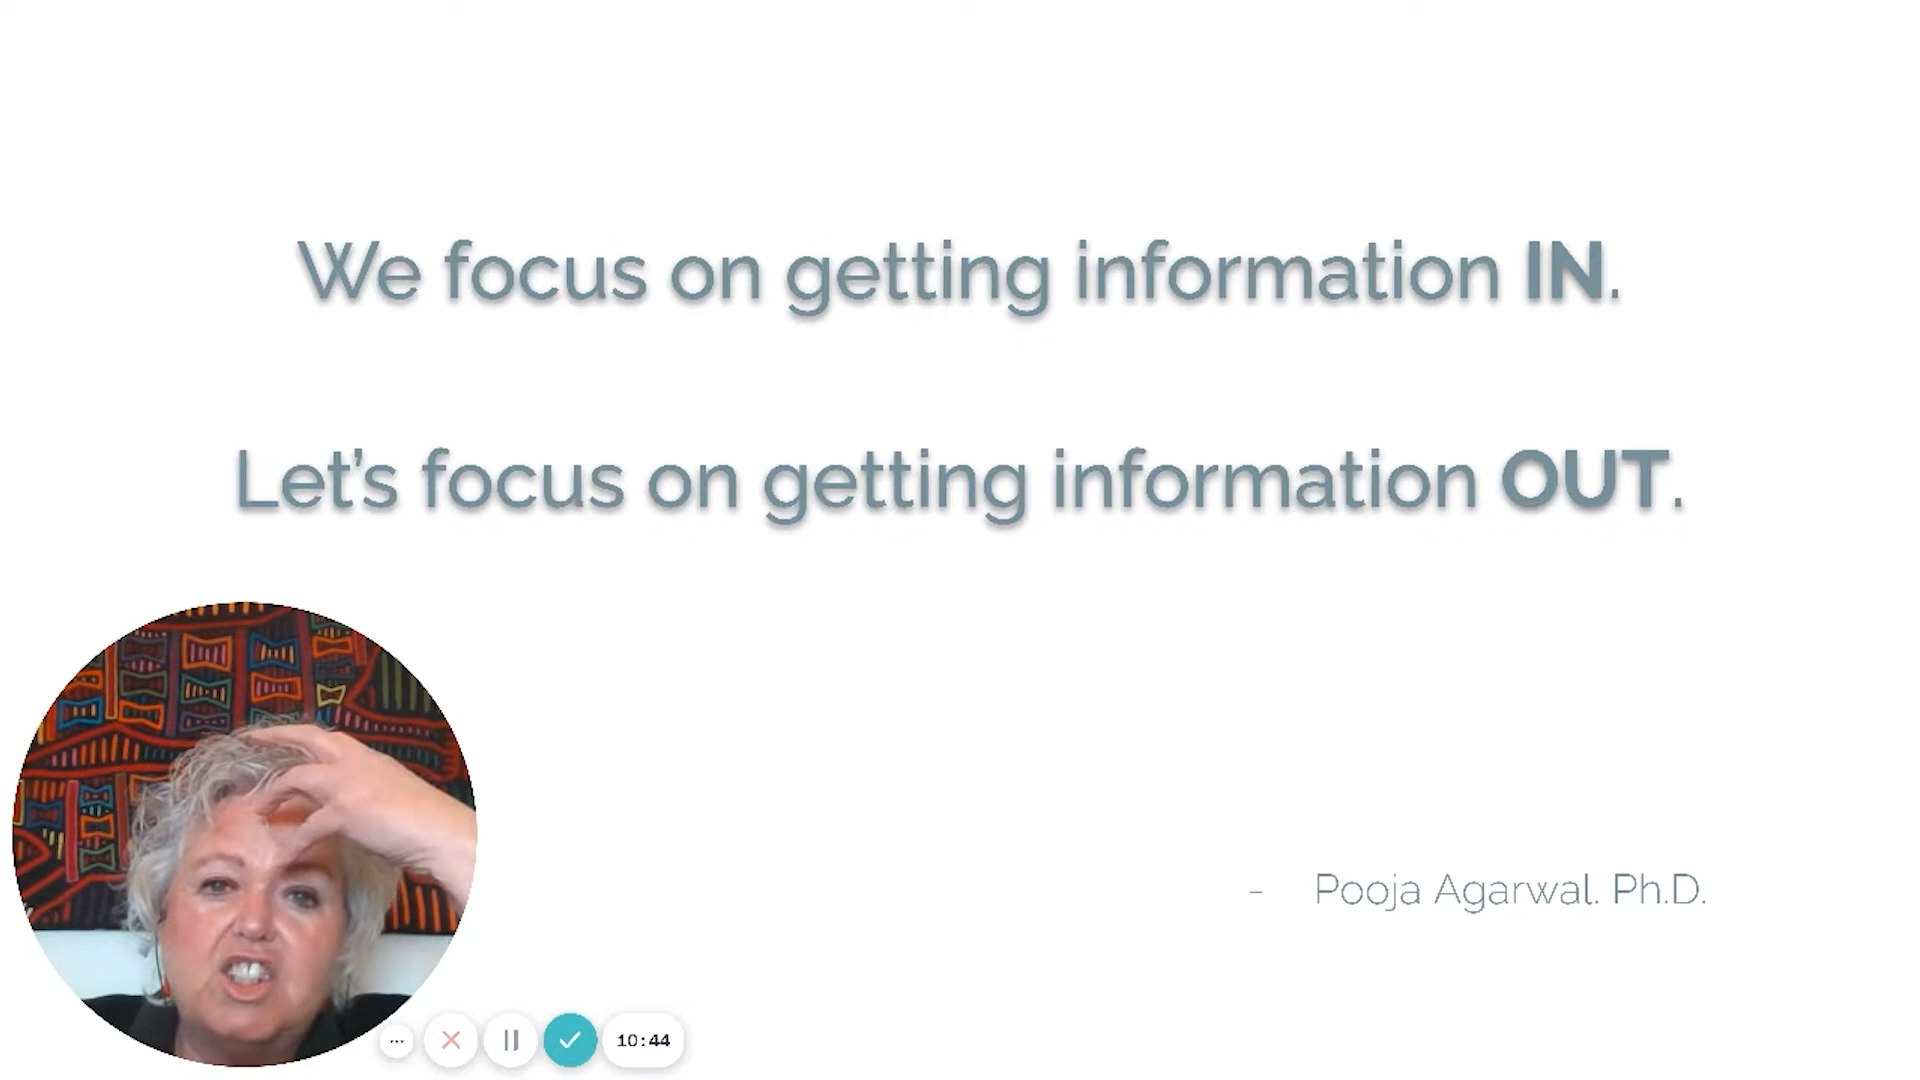 We focus on getting information IN.
Let's focus on getting information OUT.
- Pooja Agarwal. Ph.D.
... 10:44